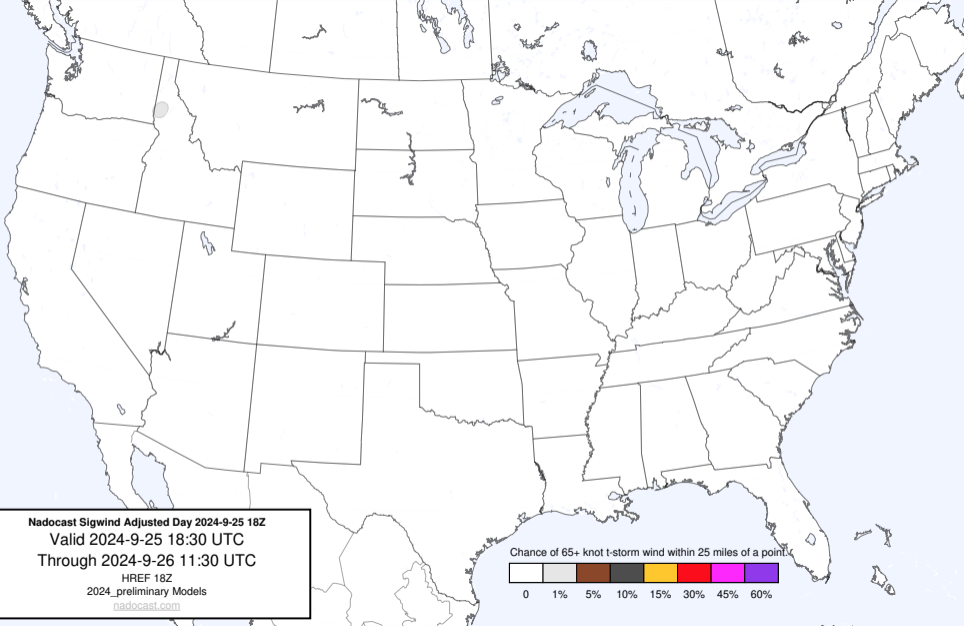 Nadocast Sigwind Adjusted Day 2024-9-25 18Z
Valid 2024-9-25 18:30 UTC
Through 2024-9-26 11:30 UTC
HREF 18Z
2024_preliminary Models
nadocast.com
Chance of 65+ knot t-storm wind within 25 miles of a point.
0 1% 5% 10% 15% 30% 45% 60%